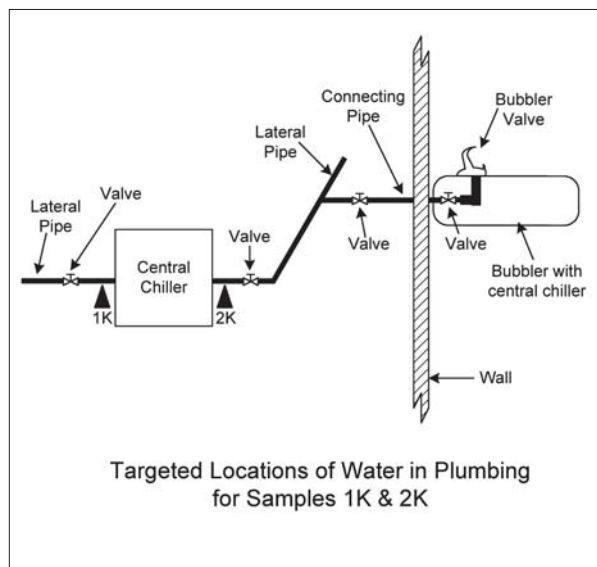 Bubbler
Valve
Connecting
Pipe
Lateral
Pipe
Lateral
Pipe
Valve
Valve
Valve
Valve
Central
Chiller
Bubbler with
central chiller
1K
2K
Wall
Targeted Locations of Water in Plumbing
for Samples 1K & 2K